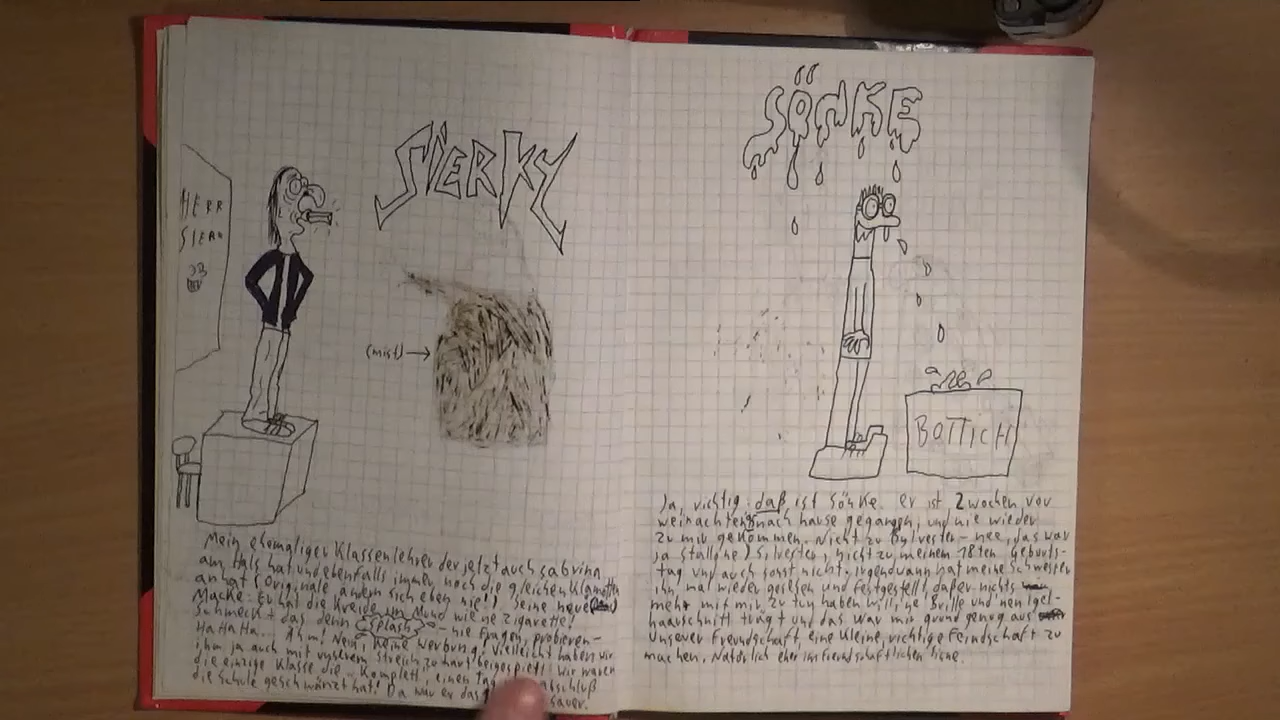 SIERKY
HERR
SIERK
(mist)
Mein ehemaliger Klassenlehrer der jetzt auch sabrina
am Hals hat und ebenfalls immer noch die gleichen Klamotten
anhat (Originale ändern sich eben nie!). Seine neue
Macke: Er hat die Kreide im Mund wie ne Zigarette!
Schmeckt das denn splash - nie Fragen, probieren-
HaHaHa... Ähm! Nein, keine Werbung! Vielleicht haben wir
ihm ja auch mit unserem Streich zu hart beigespielt: Wir waren
die einzige Klasse die Komplett einen Tag abschluß
die Schule geschwänzt hat! Da war er das sauer.
SÖNKE
BOTTICH
Ja, richtig: daß ist Sönke. er ist 2 wochen vor
weinachten nach hause gegangen, und nie wieder
zu mir gekommen. Nicht zu Sylvester - nee, das war
ja Stallone) Silvester, nicht zu meinem 18ten Geburts-
tag und auch sonst nicht. irgendwann hat meine Schwester
ihn mal wieder gesehen und festgestellt, daß er nichts
mehr mit mir zu tun haben will, ne Brille und nen igel-
haarschnitt trägt und das war mir grund genug aus
unserer Freundschaft, eine Kleine, richtige Feindschaft zu
machen, Natürlich eher im freundschaftlichen Sinne.